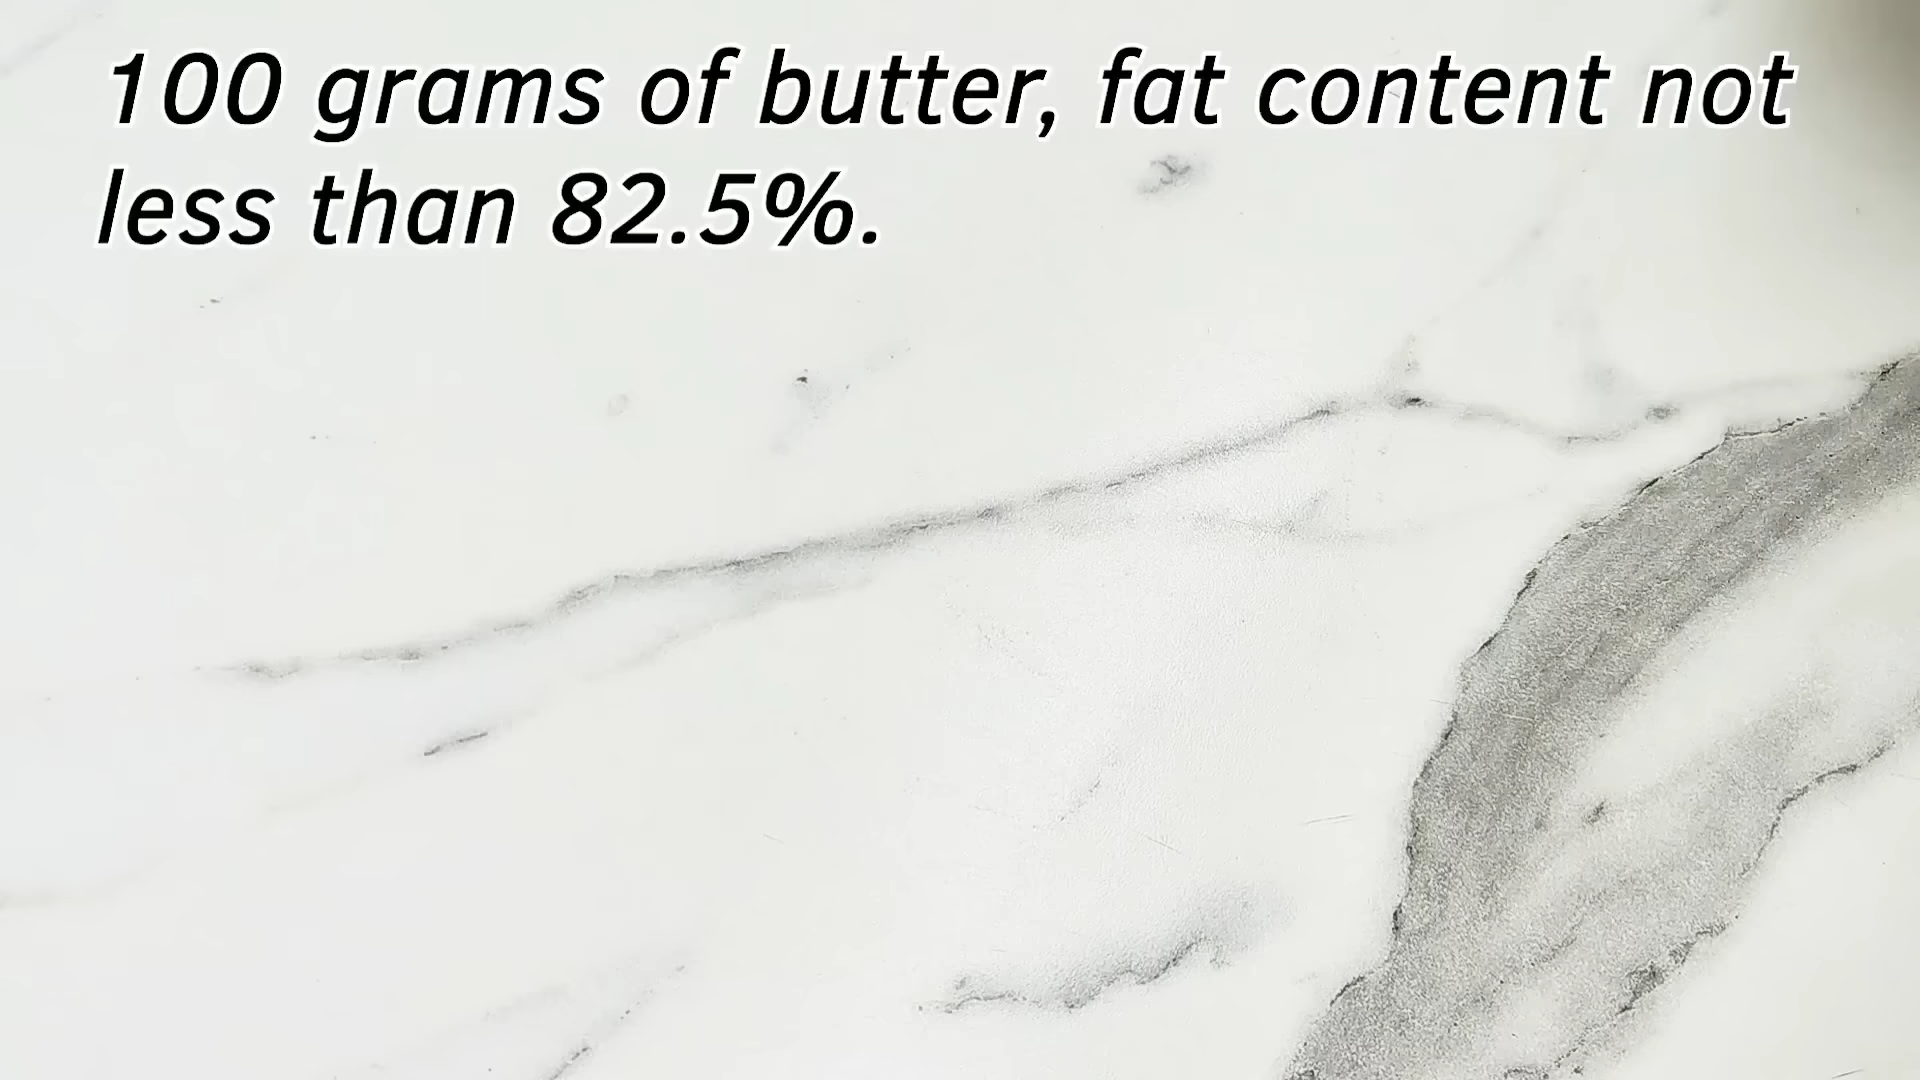 100 grams of butter, fat content not
less than 82.5%.